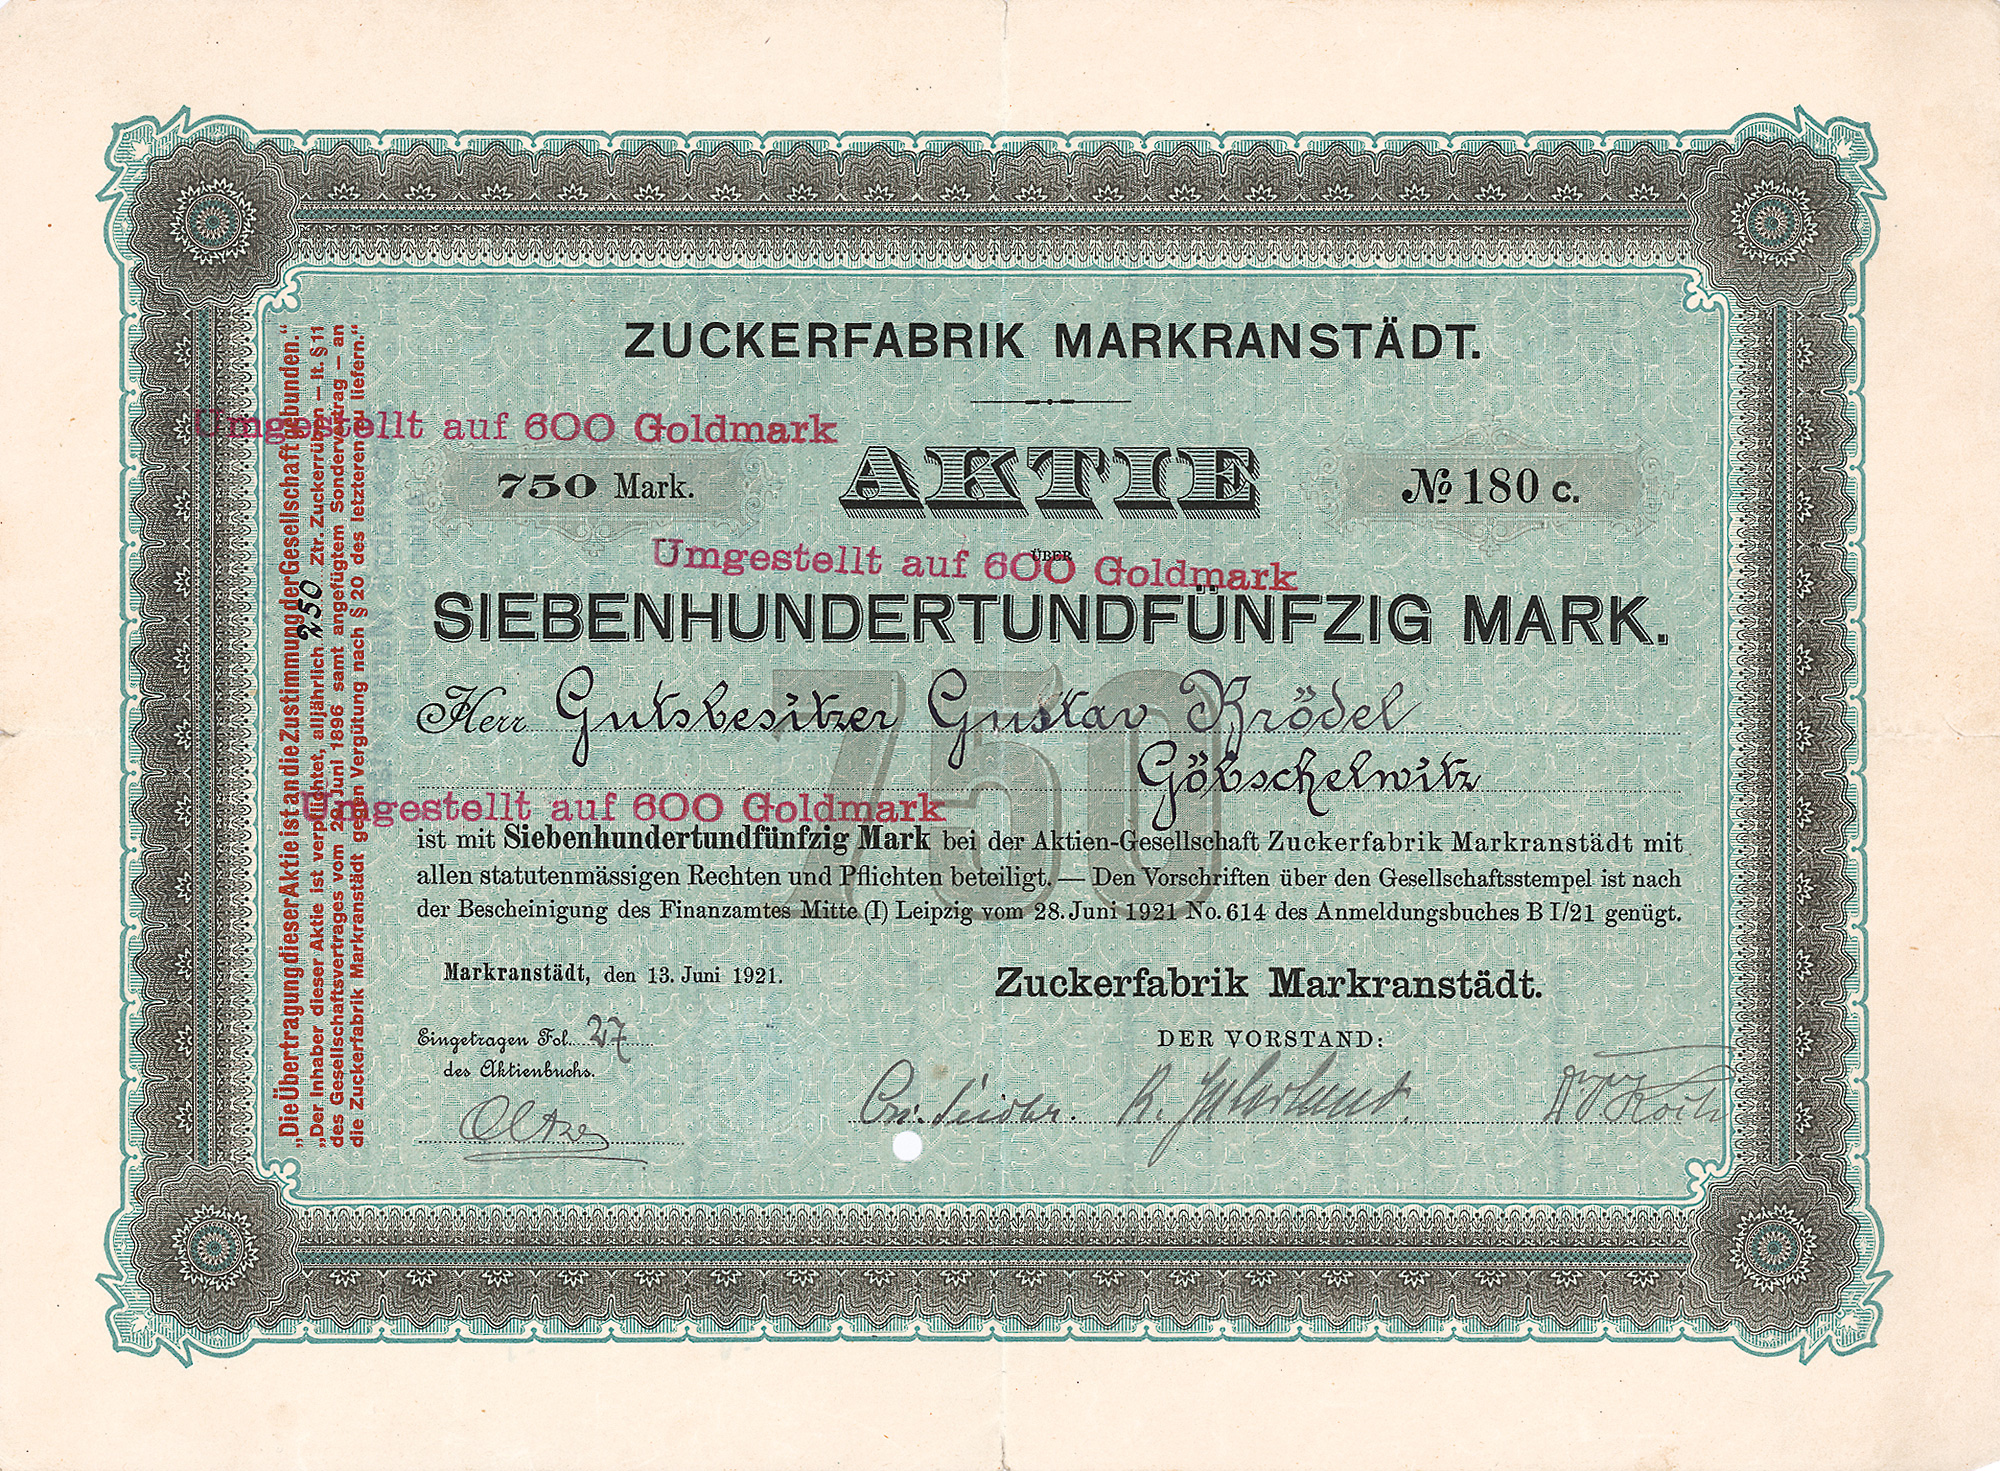 ZUCKERFABRIK MARKRANSTÄDT.
Umgestellt auf 600 Goldmark
750 Mark.
AKTIE
№ 180 c.
ÜBER
Umgestellt auf 600 Goldmark
SIEBENHUNDERTUNDFÜNFZIG MARK.
750
Herr Gutsbesitzer Gustav Brödel
Göbschelwitz
Umgestellt auf 600 Goldmark
ist mit Siebenhundertundfünfzig Mark bei der Aktien-Gesellschaft Zuckerfabrik Markranstädt mit
allen statutenmässigen Rechten und Pflichten beteiligt. — Den Vorschriften über den Gesellschaftsstempel ist nach
der Bescheinigung des Finanzamtes Mitte (I) Leipzig vom 28. Juni 1921 No. 614 des Anmeldungsbuches B I/21 genügt.
Markranstädt, den 13. Juni 1921.
Zuckerfabrik Markranstädt.
Eingetragen Fol. 27
des Aktienbuchs.
DER VORSTAND:
„Die Übertragung dieser Aktie ist an die Zustimmung der Gesellschaft gebunden.“
„Der Inhaber dieser Aktie ist verpflichtet, alljährlich 250 Ztr. Zuckerrüben — lt. § 11
des Gesellschaftsvertrages vom 29. Juni 1896 samt angefügtem Sondervertrag — an
die Zuckerfabrik Markranstädt gegen Vergütung nach § 20 des letzteren zu liefern.“